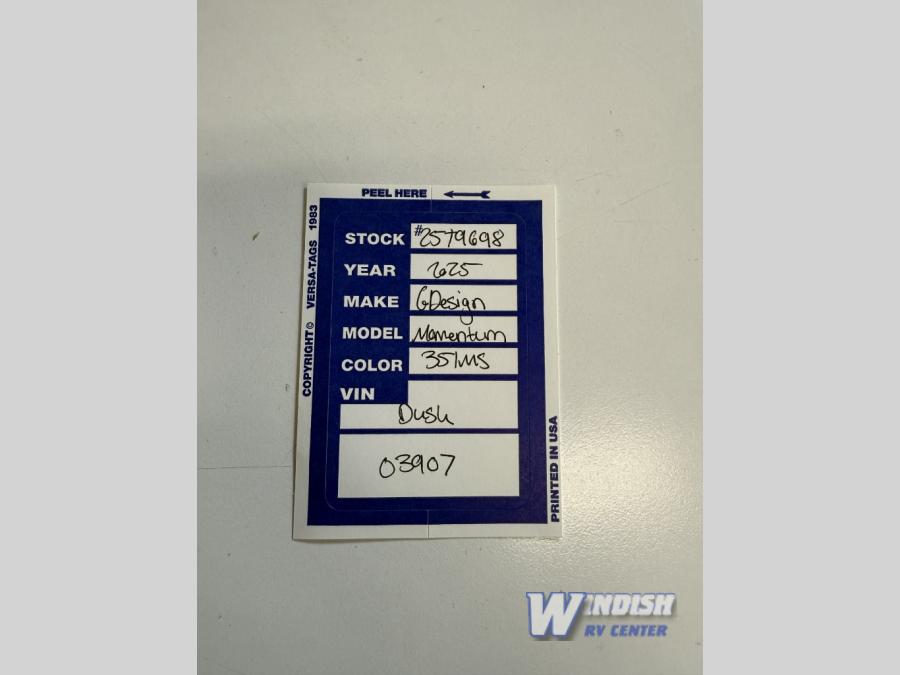 PEEL HERE
COPYRIGHT © VERSA-TAGS 1983
STOCK #2579698
YEAR 2025
MAKE GDesign
MODEL Momentum
COLOR 351MS
VIN
Dusk
03907
PRINTED IN USA
WINDISH
RV CENTER